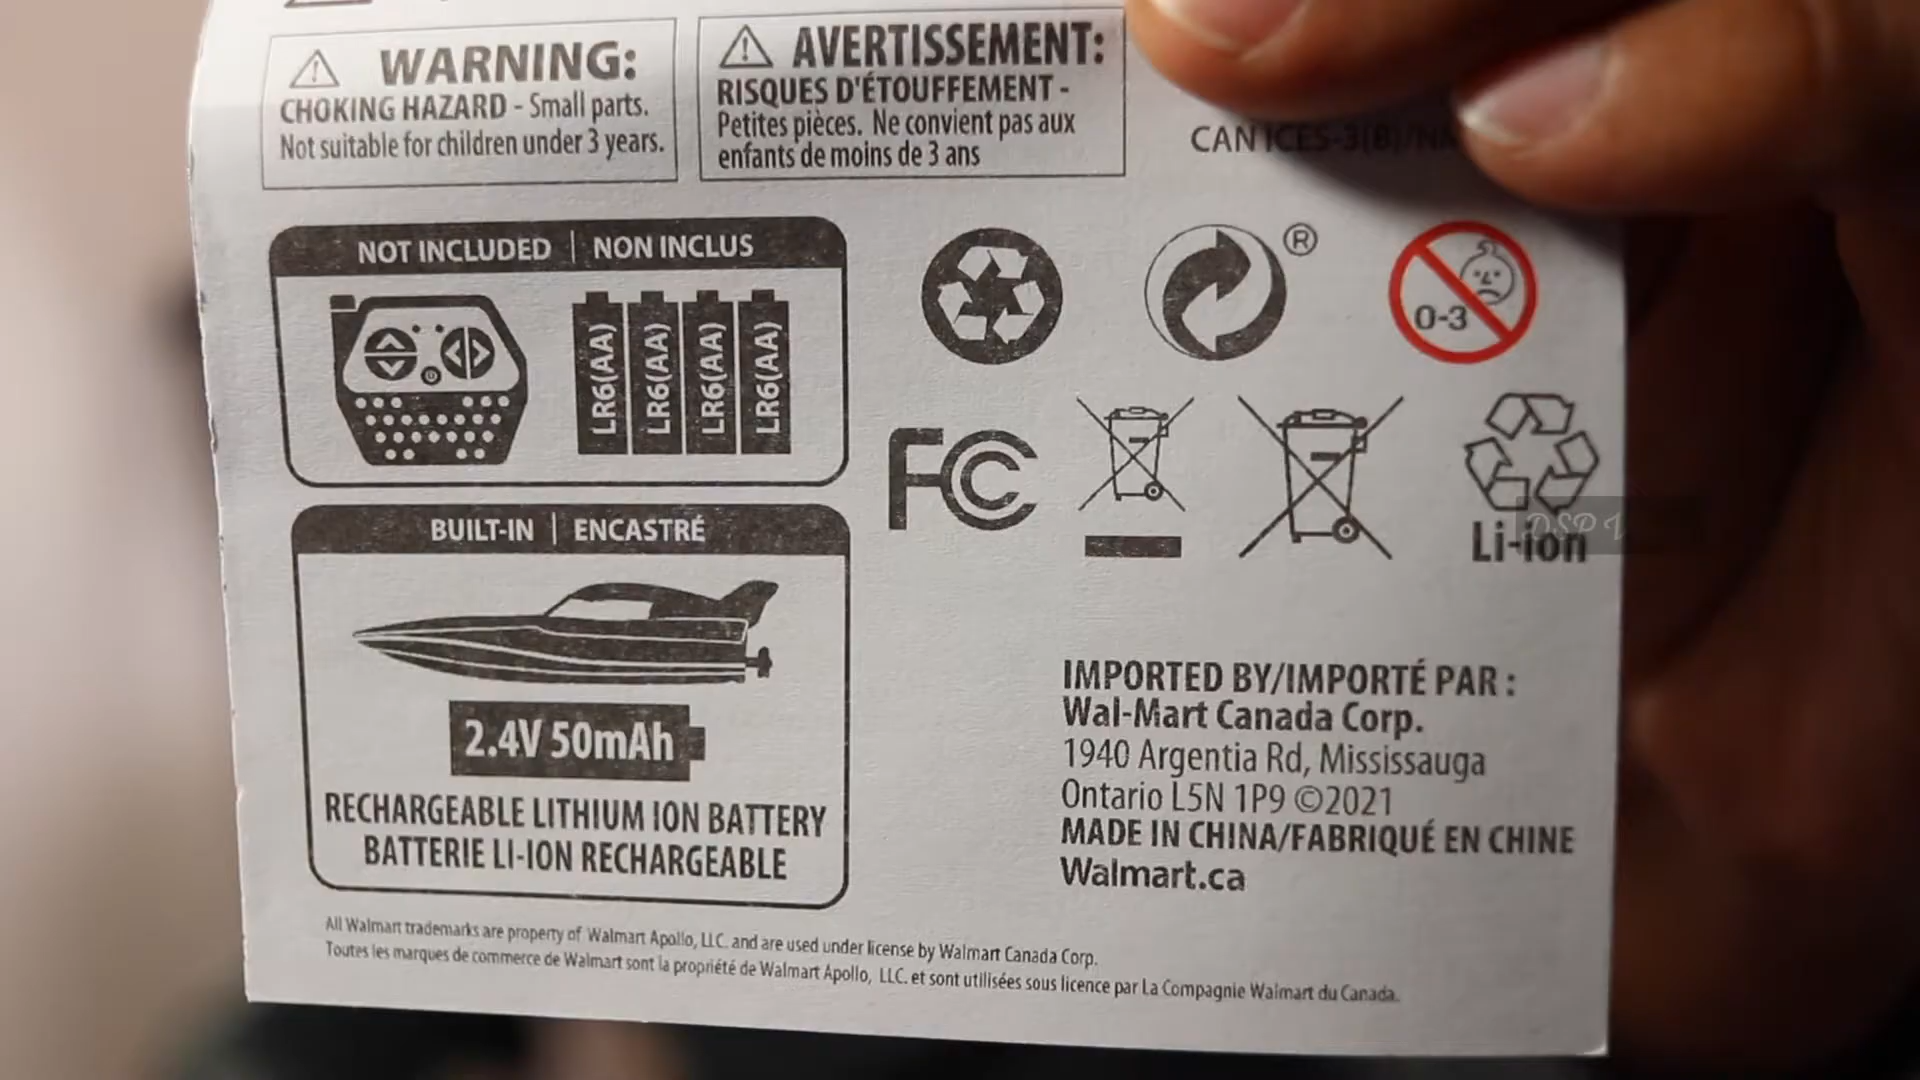 WARNING:
CHOKING HAZARD - Small parts.
Not suitable for children under 3 years.
AVERTISSEMENT:
RISQUES D'ÉTOUFFEMENT -
Petites pièces. Ne convient pas aux
enfants de moins de 3 ans
CAN ICES-3(B)/
NOT INCLUDED | NON INCLUS
LR6(AA)
LR6(AA)
LR6(AA)
LR6(AA)
®
0-3
FC
Li-ion
DSP
BUILT-IN | ENCASTRÉ
2.4V 50mAh
RECHARGEABLE LITHIUM ION BATTERY
BATTERIE LI-ION RECHARGEABLE
IMPORTED BY/IMPORTÉ PAR :
Wal-Mart Canada Corp.
1940 Argentia Rd, Mississauga
Ontario L5N 1P9 ©2021
MADE IN CHINA/FABRIQUÉ EN CHINE
Walmart.ca
All Walmart trademarks are property of Walmart Apollo, LLC. and are used under license by Walmart Canada Corp.
Toutes les marques de commerce de Walmart sont la propriété de Walmart Apollo, LLC. et sont utilisées sous licence par La Compagnie Walmart du Canada.